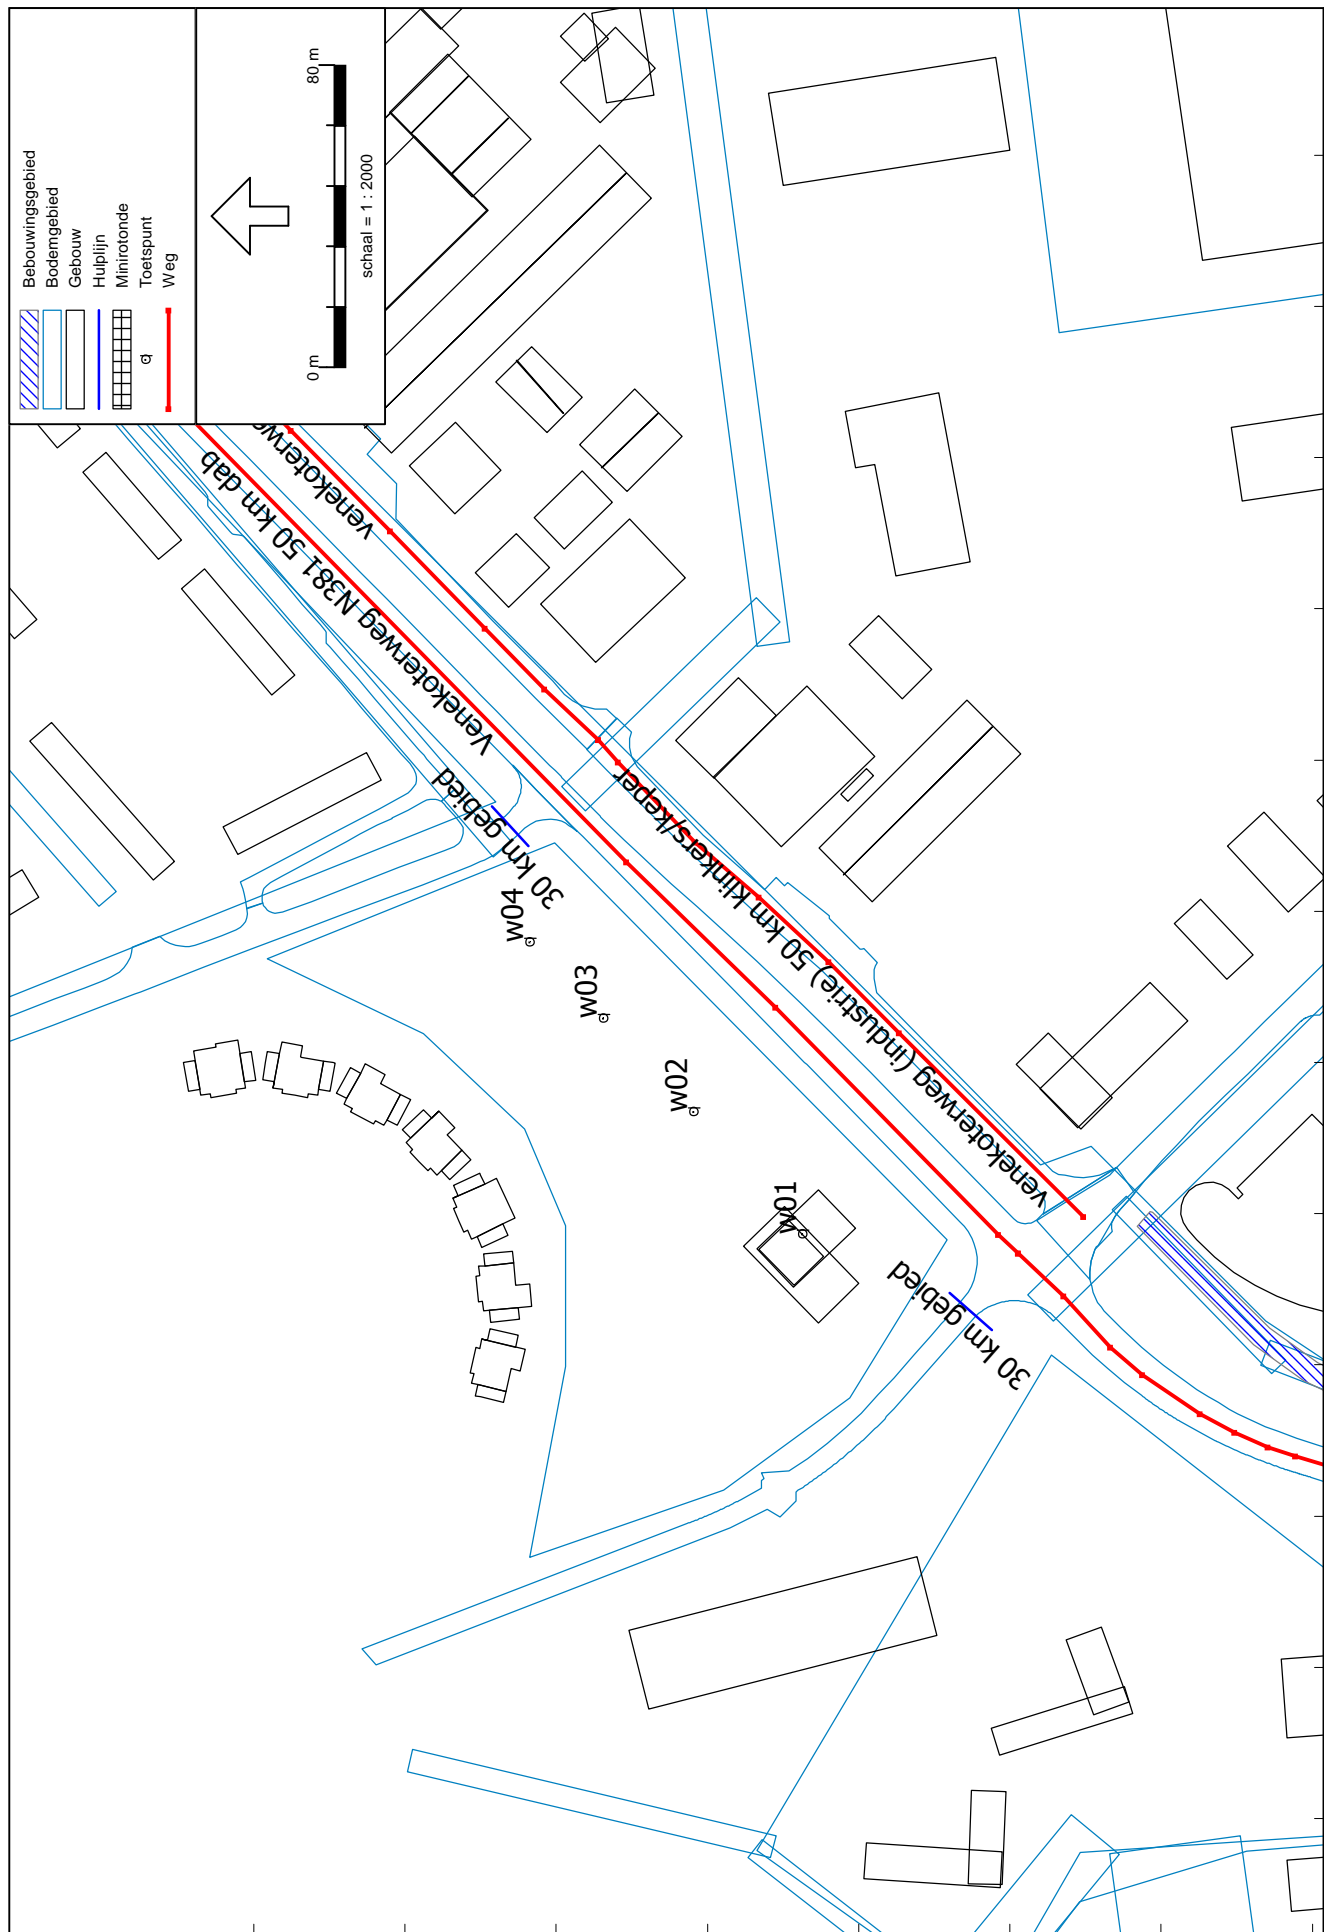 Bebouwingsgebied
Bodemgebied
Gebouw
Hulplijn
Minirotonde
Toetspunt
Weg
0 m
80 m
schaal = 1 : 2000
venekoterwe
Venekoterweg N381 50 km dab
30 km gebied
venekoterweg (industrie) 50 km klinkers/keper
w04
w03
w02
w01
30 km gebied